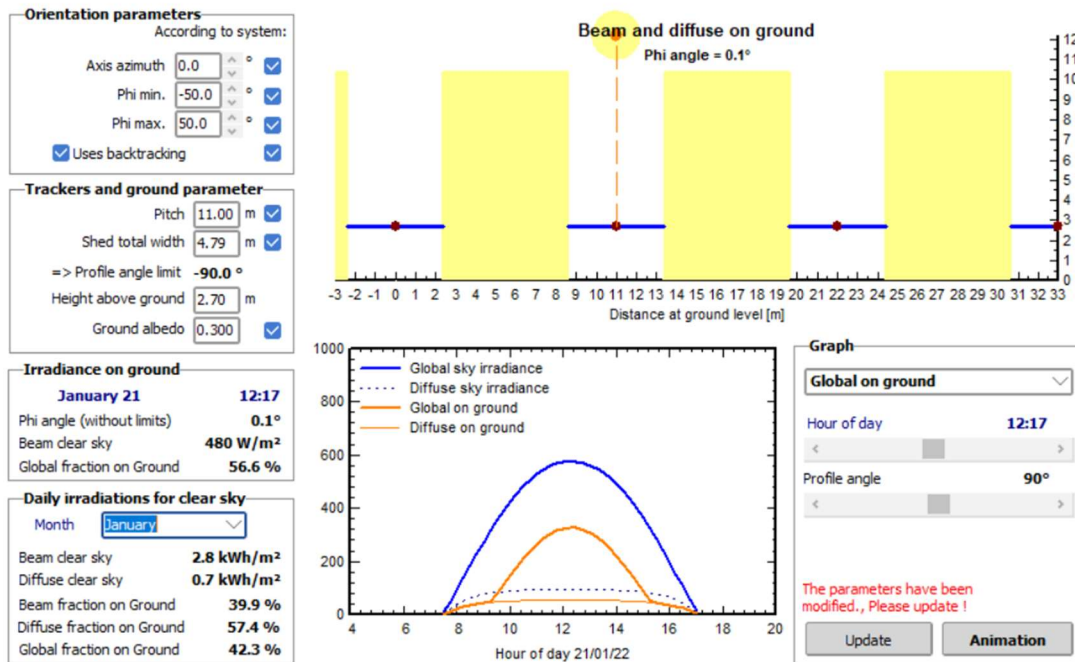 Orientation parameters
According to system:
Axis azimuth 0.0 °
Phi min. -50.0 °
Phi max. 50.0 °
Uses backtracking
Trackers and ground parameter
Pitch 11.00 m
Shed total width 4.79 m
=> Profile angle limit -90.0 °
Height above ground 2.70 m
Ground albedo 0.300
Irradiance on ground
January 21 12:17
Phi angle (without limits) 0.1°
Beam clear sky 480 W/m²
Global fraction on Ground 56.6 %
Daily irradiations for clear sky
Month January
Beam clear sky 2.8 kWh/m²
Diffuse clear sky 0.7 kWh/m²
Beam fraction on Ground 39.9 %
Diffuse fraction on Ground 57.4 %
Global fraction on Ground 42.3 %
Beam and diffuse on ground
Phi angle = 0.1°
12
11
10
9
8
7
6
5
4
3
2
1
0
-3 -2 -1 0 1 2 3 4 5 6 7 8 9 10 11 12 13 14 15 16 17 18 19 20 21 22 23 24 25 26 27 28 29 30 31 32 33
Distance at ground level [m]
1000
800
600
400
200
0
Global sky irradiance
Diffuse sky irradiance
Global on ground
Diffuse on ground
4 6 8 10 12 14 16 18 20
Hour of day 21/01/22
Graph
Global on ground
Hour of day 12:17
Profile angle 90°
The parameters have been
modified., Please update !
Update Animation